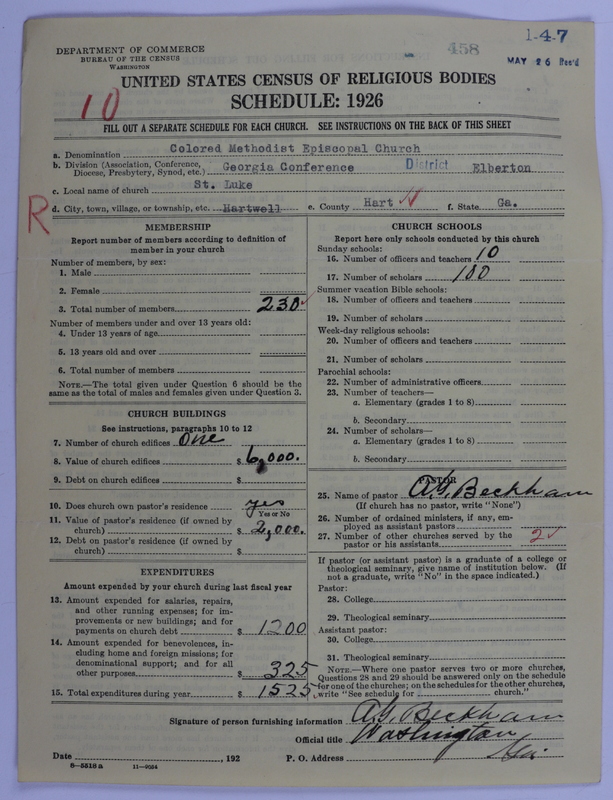 1-4-7
458
DEPARTMENT OF COMMERCE
BUREAU OF THE CENSUS
WASHINGTON
MAY 26 Rec'd
UNITED STATES CENSUS OF RELIGIOUS BODIES
SCHEDULE: 1926
10
FILL OUT A SEPARATE SCHEDULE FOR EACH CHURCH. SEE INSTRUCTIONS ON THE BACK OF THIS SHEET
a. Denomination Colored Methodist Episcopal Church
b. Division (Association, Conference, Diocese, Presbytery, Synod, etc.) Georgia Conference District Elberton
c. Local name of church St. Luke
R
d. City, town, village, or township, etc. Hartwell e. County Hart f. State Ga.
MEMBERSHIP
Report number of members according to definition of
member in your church
Number of members, by sex:
1. Male
2. Female
3. Total number of members 230
Number of members under and over 13 years old:
4. Under 13 years of age
5. 13 years old and over
6. Total number of members
NOTE.—The total given under Question 6 should be the
same as the total of males and females given under Question 3.
CHURCH BUILDINGS
See instructions, paragraphs 10 to 12
7. Number of church edifices One
8. Value of church edifices $ 6,000.
9. Debt on church edifices $
10. Does church own pastor's residence yes
Yes or No
11. Value of pastor's residence (if owned by
church) $ 2,000.
12. Debt on pastor's residence (if owned by
church) $
EXPENDITURES
Amount expended by your church during last fiscal year
13. Amount expended for salaries, repairs,
and other running expenses; for im-
provements or new buildings; and for
payments on church debt $ 1200
14. Amount expended for benevolences, in-
cluding home and foreign missions; for
denominational support; and for all
other purposes $ 325
15. Total expenditures during year $ 1525
CHURCH SCHOOLS
Report here only schools conducted by this church
Sunday schools:
16. Number of officers and teachers 10
17. Number of scholars 100
Summer vacation Bible schools:
18. Number of officers and teachers
19. Number of scholars
Week-day religious schools:
20. Number of officers and teachers
21. Number of scholars
Parochial schools:
22. Number of administrative officers
23. Number of teachers—
a. Elementary (grades 1 to 8)
b. Secondary
24. Number of scholars—
a. Elementary (grades 1 to 8)
b. Secondary
PASTOR
25. Name of pastor A.G. Beckham
(If church has no pastor, write "None")
26. Number of ordained ministers, if any, em-
ployed as assistant pastors
27. Number of other churches served by the
pastor or his assistants 2
If pastor (or assistant pastor) is a graduate of a college or
theological seminary, give name of institution below. (If
not a graduate, write "No" in the space indicated.)
Pastor:
28. College
29. Theological seminary
Assistant pastor:
30. College
31. Theological seminary
NOTE.—Where one pastor serves two or more churches,
Questions 28 and 29 should be answered only on the schedule
for one of the churches; on the schedules for the other churches,
write "See schedule for church."
Signature of person furnishing information A.G. Beckham
Official title Washington
Date , 192 P. O. Address Ga.
8-5518 a 11-9054